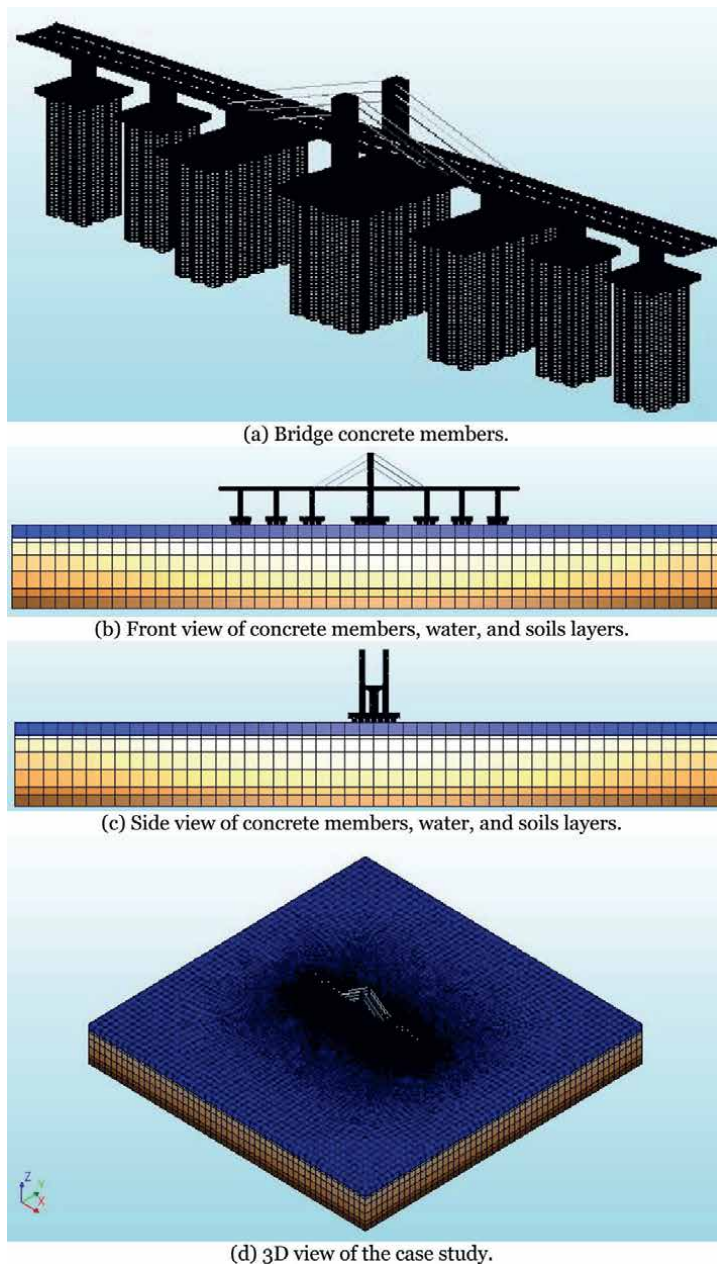 (a) Bridge concrete members.
(b) Front view of concrete members, water, and soils layers.
(c) Side view of concrete members, water, and soils layers.
Z
Y
X
(d) 3D view of the case study.